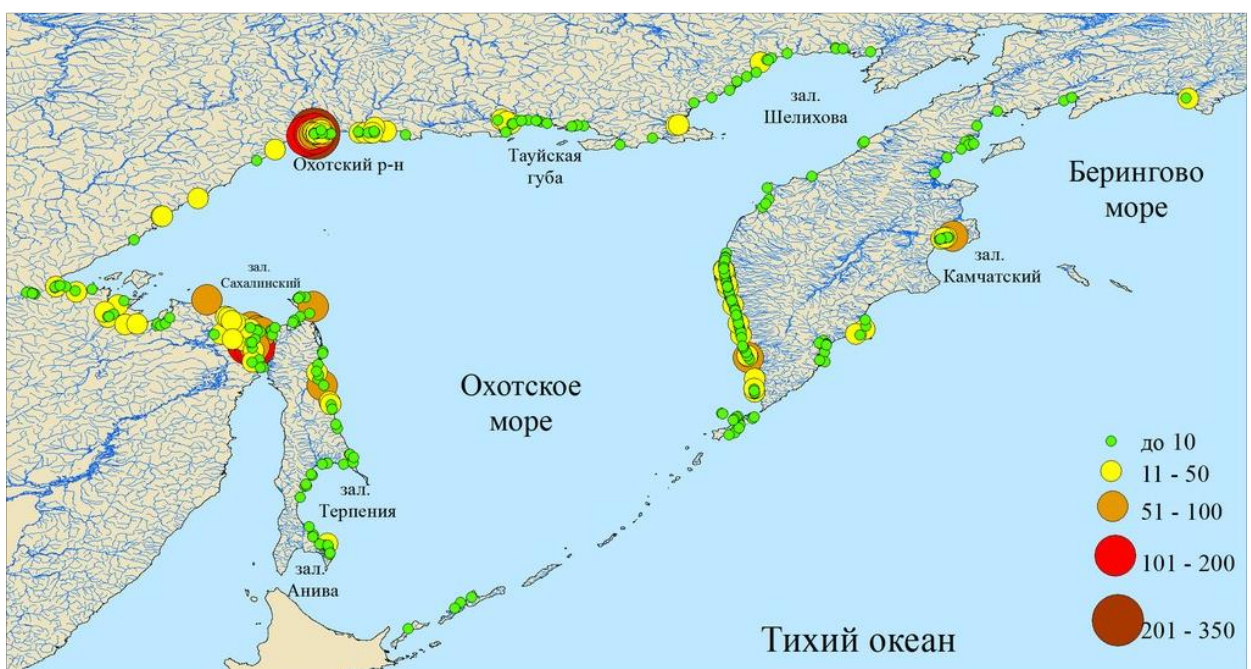 зал.
Шелихова
Охотский р-н
Тауйская
губа
Берингово
море
зал.
Сахалинский
зал.
Камчатский
Охотское
море
зал.
Терпения
зал.
Анива
Тихий океан
до 10
11 - 50
51 - 100
101 - 200
201 - 350